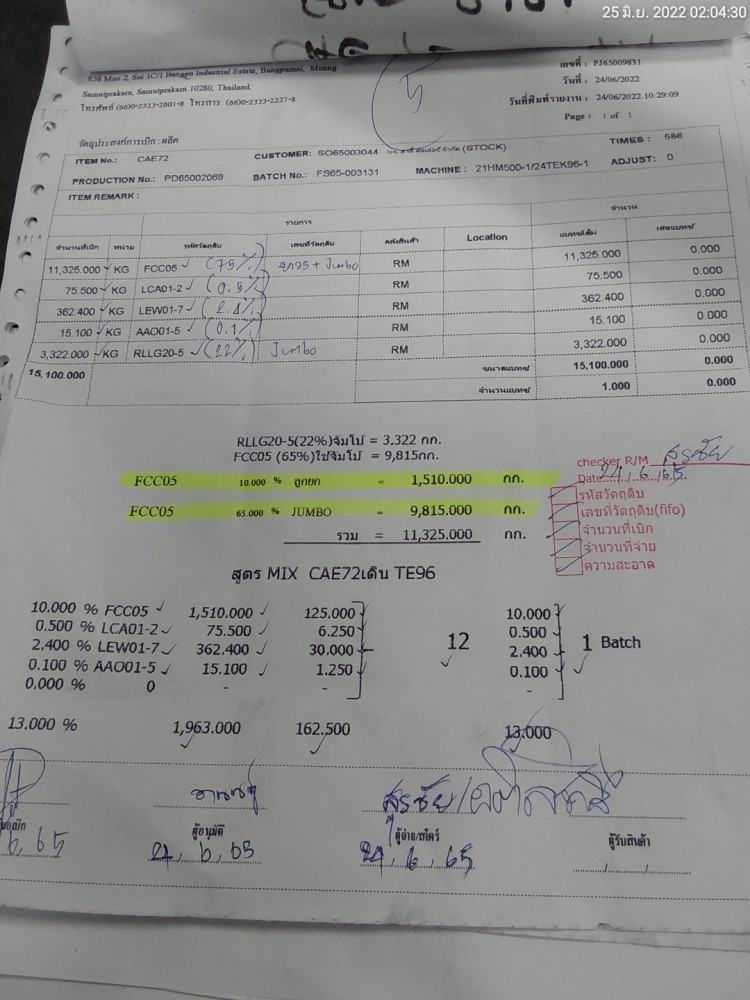 25 มิ.ย. 2022 02:04:30
858 Moo 2, Soi 1C/1 Bangpu Industrial Estate, Bangpumai, Muang
Samutprakarn, Samutprakarn 10280, Thailand
โทรศัพท์ (66)0-2323-2601-8 โทรสาร (66)0-2323-2227-8
5
เลขที่ : PJ65009831
วันที่ : 24/06/2022
วันที่พิมพ์รายงาน : 24/06/2022 10:29:09
Page : 1 of 1
วัตถุประสงค์การเบิก : ผลิต
ITEM No.: CAE72 CUSTOMER: SO65003044 (STOCK) TIMES : 586
PRODUCTION No.: PD65002069 BATCH No.: FS65-003131 MACHINE : 21HM500-1/24TEK96-1 ADJUST: 0
ITEM REMARK :
รายการ จำนวน
จำนวนที่เบิก หน่วย รหัสวัตถุดิบ เลขที่วัตถุดิบ คลังสินค้า Location แบทช์เต็ม เศษแบทช์
11,325.000 KG FCC05 (75%) ลูกยก + Jumbo RM 11,325.000 0.000
75.500 KG LCA01-2 (0.5%) RM 75.500 0.000
362.400 KG LEW01-7 (2.4%) RM 362.400 0.000
15.100 KG AAO01-5 (0.1%) RM 15.100 0.000
3,322.000 KG RLLG20-5 (22%) Jumbo RM 3,322.000 0.000
15,100.000 ขนาดแบทช์ 15,100.000 0.000
จำนวนแบทช์ 1.000 0.000
RLLG20-5(22%)จัมโบ้ = 3,322 กก.
FCC05 (65%)ใช้จัมโบ้ = 9,815กก.
FCC05 10.000 % ลูกยก = 1,510.000 กก.
FCC05 65.000 % JUMBO = 9,815.000 กก.
รวม = 11,325.000 กก.
checker R/M สรชัย
Date 24/6/65
รหัสวัตถุดิบ
เลขที่วัตถุดิบ(fifo)
จำนวนที่เบิก
จำนวนที่จ่าย
ความสะอาด
สูตร MIX CAE72เดิน TE96
10.000 % FCC05 1,510.000 125.000 10.000
0.500 % LCA01-2 75.500 6.250 0.500
2.400 % LEW01-7 362.400 30.000 12 2.400 1 Batch
0.100 % AAO01-5 15.100 1.250 0.100
0.000 % 0 - - -
13.000 % 1,963.000 162.500 13.000
สรชัย/
ผู้อนุมัติ ผู้จ่าย/สโตร์ ผู้รับสินค้า
6, 65 24, 6, 65 24, 6, 65